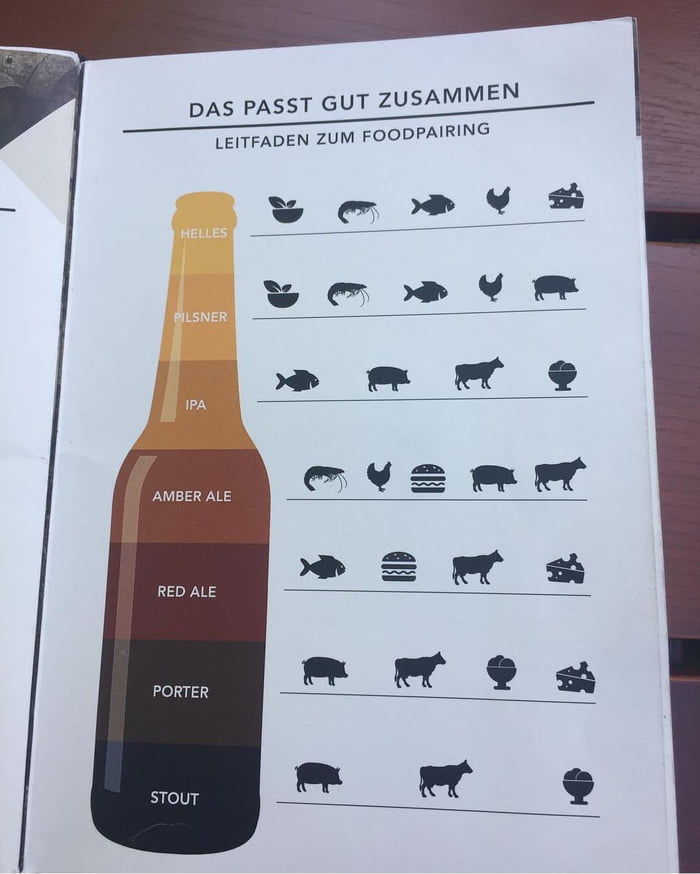 DAS PASST GUT ZUSAMMEN
LEITFADEN ZUM FOODPAIRING
HELLES
PILSNER
IPA
AMBER ALE
RED ALE
PORTER
STOUT